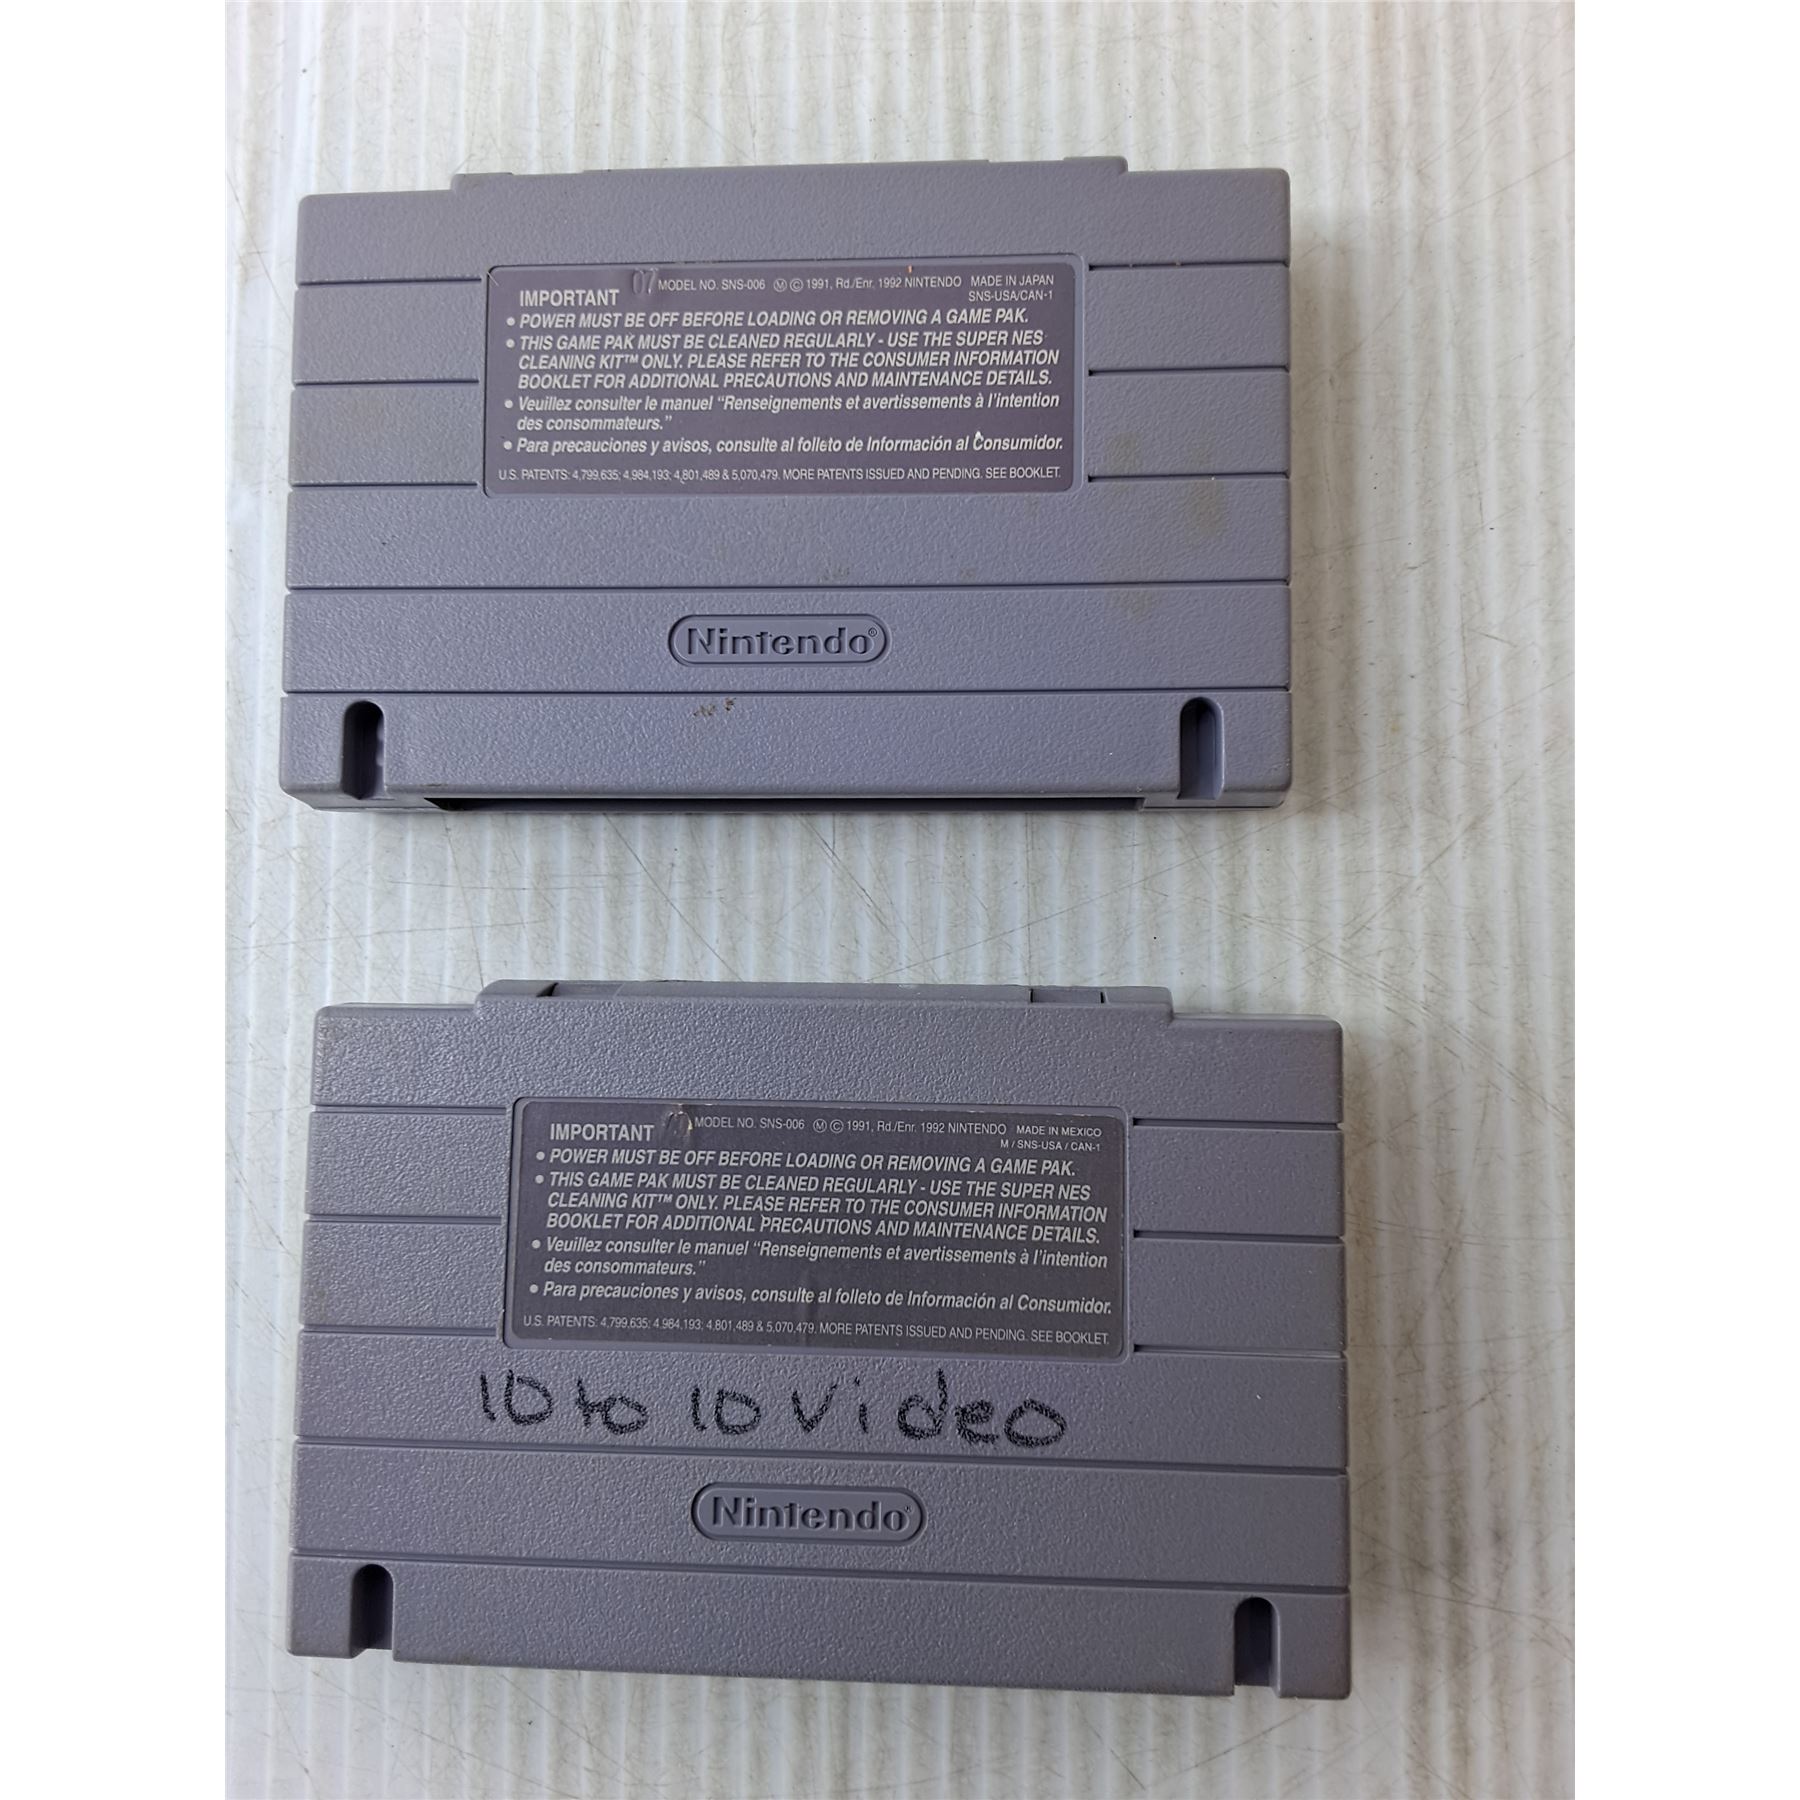 IMPORTANT 07 MODEL NO. SNS-006 Ⓜ © 1991, Rd./Enr. 1992 NINTENDO MADE IN JAPAN
SNS-USA/CAN-1
• POWER MUST BE OFF BEFORE LOADING OR REMOVING A GAME PAK.
• THIS GAME PAK MUST BE CLEANED REGULARLY - USE THE SUPER NES
CLEANING KIT™ ONLY. PLEASE REFER TO THE CONSUMER INFORMATION
BOOKLET FOR ADDITIONAL PRECAUTIONS AND MAINTENANCE DETAILS.
• Veuillez consulter le manuel “Renseignements et avertissements à l’intention
des consommateurs.”
• Para precauciones y avisos, consulte al folleto de Información al Consumidor.
U.S. PATENTS: 4,799,635; 4,984,193; 4,801,489 & 5,070,479. MORE PATENTS ISSUED AND PENDING. SEE BOOKLET.
Nintendo®
IMPORTANT MODEL NO. SNS-006 Ⓜ © 1991, Rd./Enr. 1992 NINTENDO MADE IN MEXICO
M / SNS-USA / CAN-1
• POWER MUST BE OFF BEFORE LOADING OR REMOVING A GAME PAK.
• THIS GAME PAK MUST BE CLEANED REGULARLY - USE THE SUPER NES
CLEANING KIT™ ONLY. PLEASE REFER TO THE CONSUMER INFORMATION
BOOKLET FOR ADDITIONAL PRECAUTIONS AND MAINTENANCE DETAILS.
• Veuillez consulter le manuel “Renseignements et avertissements à l’intention
des consommateurs.”
• Para precauciones y avisos, consulte al folleto de Información al Consumidor.
U.S. PATENTS: 4,799,635; 4,984,193; 4,801,489 & 5,070,479. MORE PATENTS ISSUED AND PENDING. SEE BOOKLET.
10 to 10 Video
Nintendo®